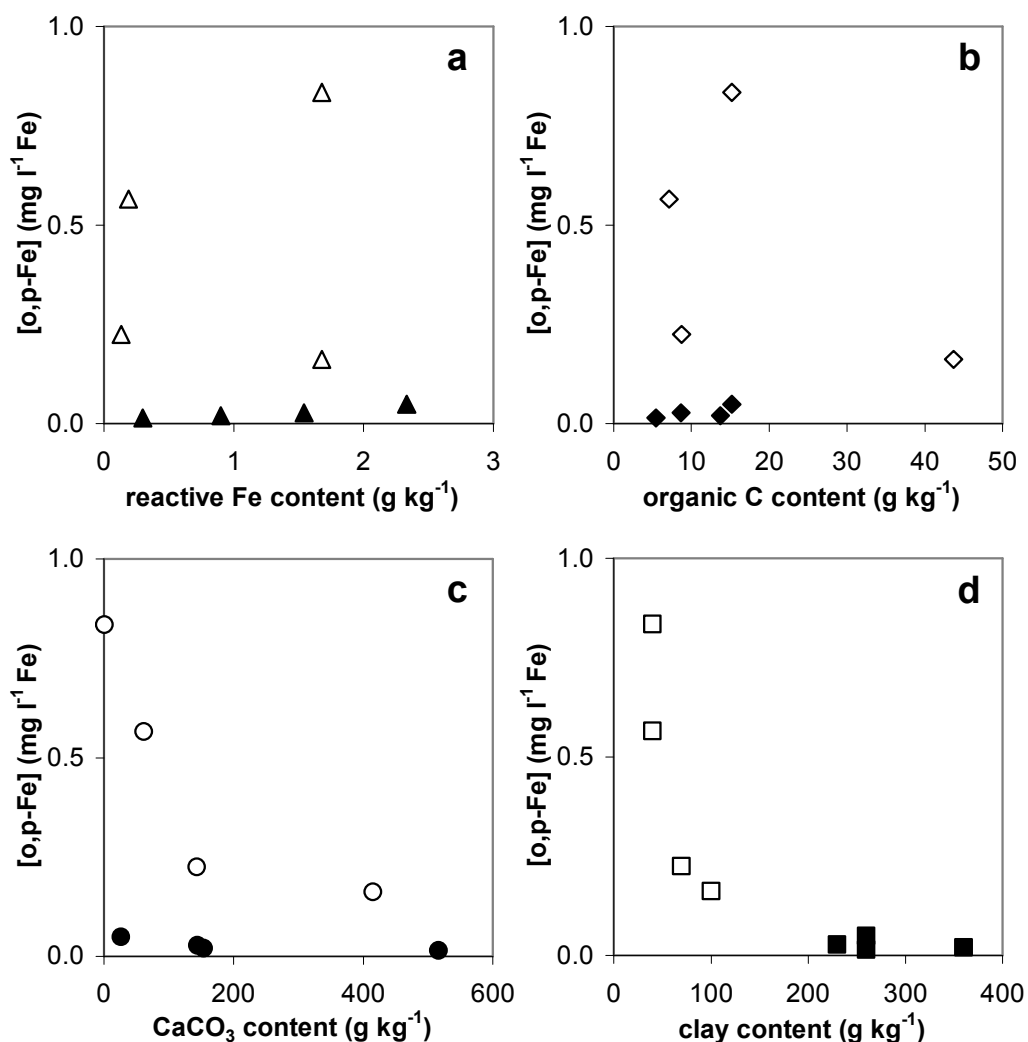 a
[o,p-Fe] (mg l⁻¹ Fe)
1.0
0.5
0.0
0 1 2 3
reactive Fe content (g kg⁻¹)
b
[o,p-Fe] (mg l⁻¹ Fe)
1.0
0.5
0.0
0 10 20 30 40 50
organic C content (g kg⁻¹)
c
[o,p-Fe] (mg l⁻¹ Fe)
1.0
0.5
0.0
0 200 400 600
CaCO₃ content (g kg⁻¹)
d
[o,p-Fe] (mg l⁻¹ Fe)
1.0
0.5
0.0
0 100 200 300 400
clay content (g kg⁻¹)